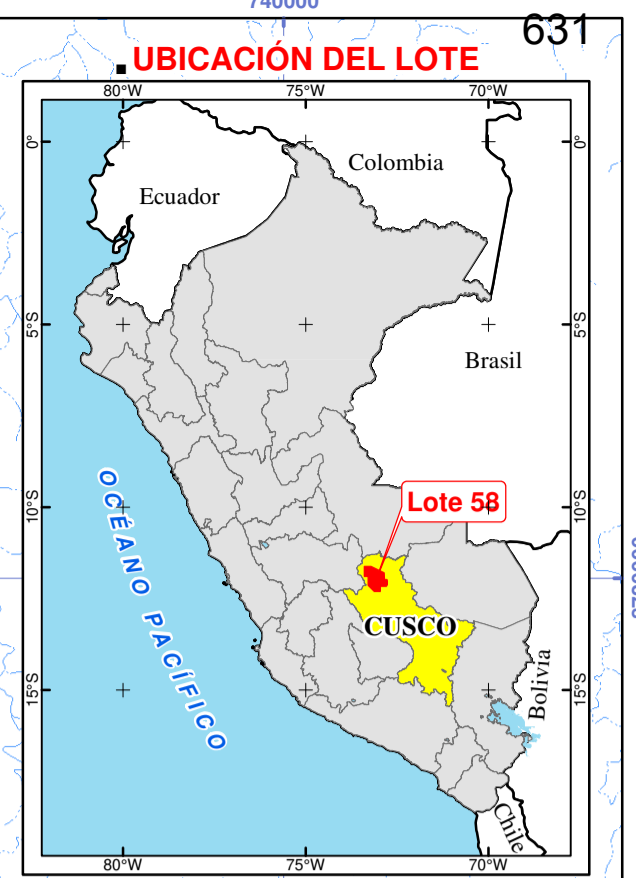 740000
631
UBICACIÓN DEL LOTE
80°W 75°W 70°W
0° 0°
Colombia
Ecuador
5°S 5°S
Brasil
Lote 58
10°S 10°S
OCÉANO PACÍFICO
CUSCO
Bolivia
15°S 15°S
Chile
80°W 75°W 70°W